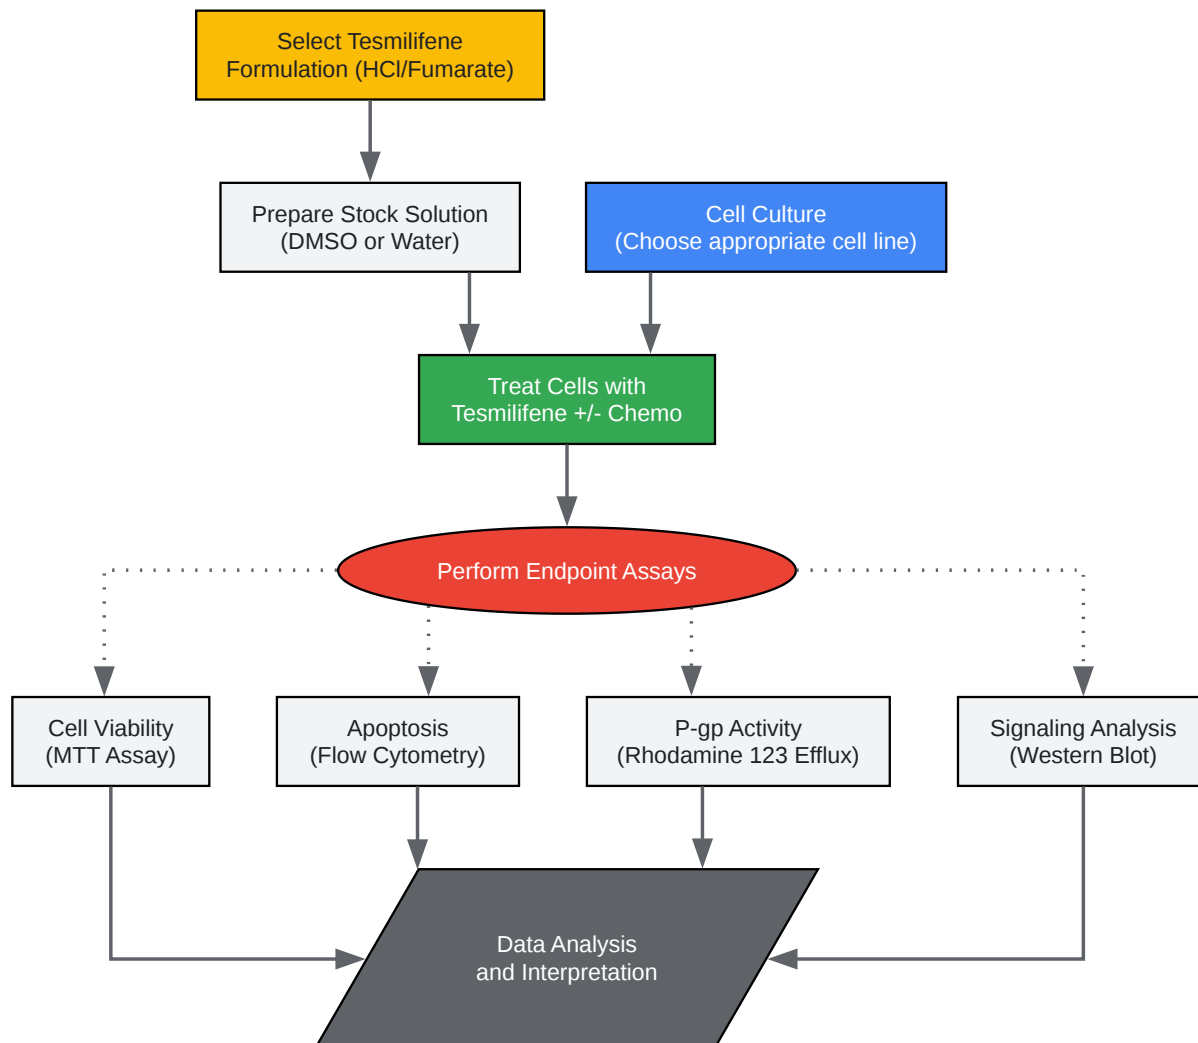 Select Tesmilifene
Formulation (HCl/Fumarate)
Prepare Stock Solution
(DMSO or Water)
Cell Culture
(Choose appropriate cell line)
Treat Cells with
Tesmilifene +/- Chemo
Perform Endpoint Assays
Cell Viability
(MTT Assay)
Apoptosis
(Flow Cytometry)
P-gp Activity
(Rhodamine 123 Efflux)
Signaling Analysis
(Western Blot)
Data Analysis
and Interpretation